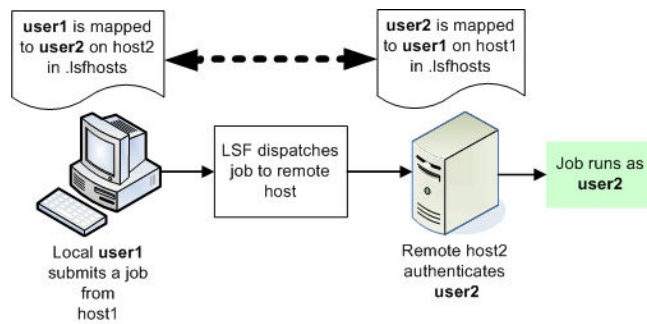 user1 is mapped
to user2 on host2
in .lsfhosts
user2 is mapped
to user1 on host1
in .lsfhosts
LSF dispatches
job to remote
host
Job runs as
user2
Local user1
submits a job
from
host1
Remote host2
authenticates
user2